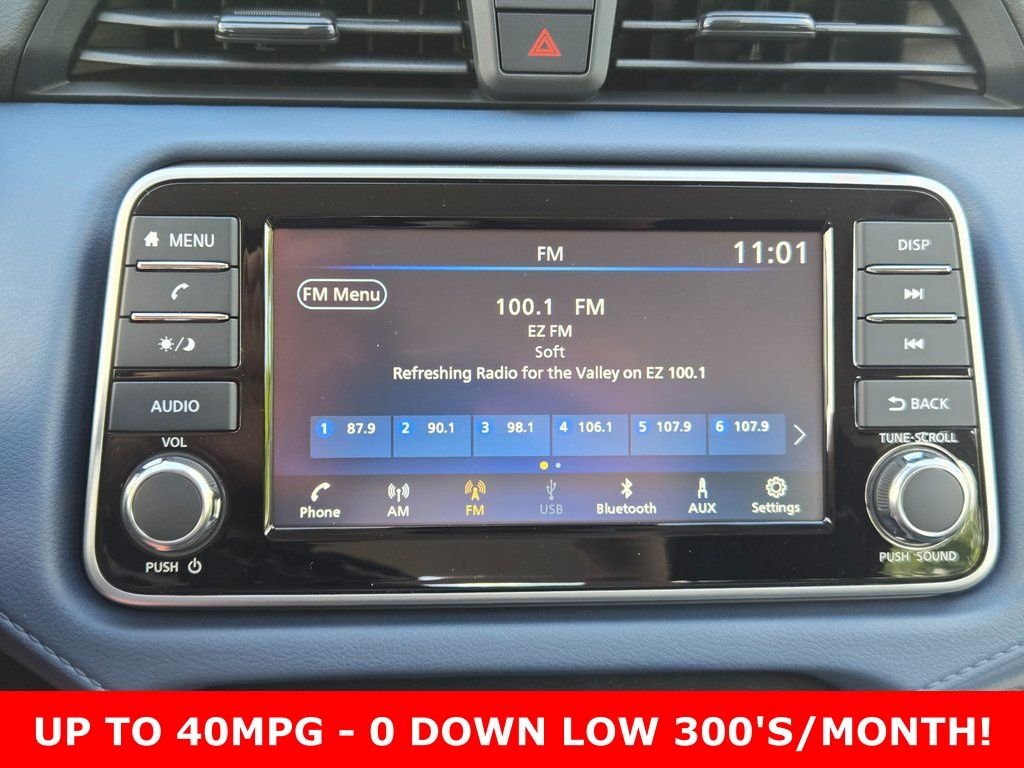 MENU
AUDIO
VOL
PUSH
FM
11:01
FM Menu
100.1 FM
EZ FM
Soft
Refreshing Radio for the Valley on EZ 100.1
1 87.9 2 90.1 3 98.1 4 106.1 5 107.9 6 107.9
Phone AM FM USB Bluetooth AUX Settings
DISP
BACK
TUNE·SCROLL
PUSH SOUND
UP TO 40MPG - 0 DOWN LOW 300'S/MONTH!